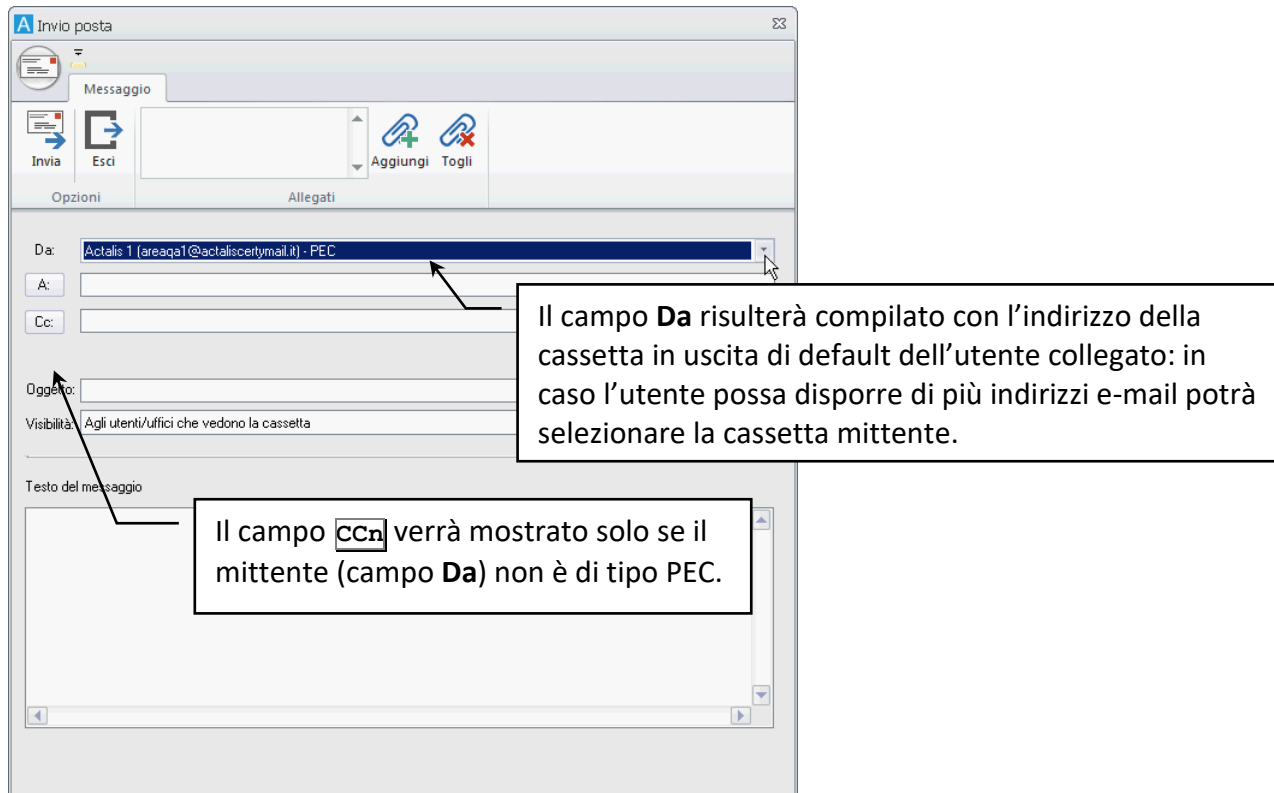 A Invio posta
Messaggio
Invia
Esci
Aggiungi
Togli
Opzioni
Allegati
Da:
Actalis 1 (areaqa1@actaliscertymail.it) - PEC
A:
Cc:
Il campo Da risulterà compilato con l’indirizzo della
cassetta in uscita di default dell’utente collegato: in
caso l’utente possa disporre di più indirizzi e-mail potrà
selezionare la cassetta mittente.
Oggetto:
Visibilità:
Agli utenti/uffici che vedono la cassetta
Testo del messaggio
Il campo CCn verrà mostrato solo se il
mittente (campo Da) non è di tipo PEC.